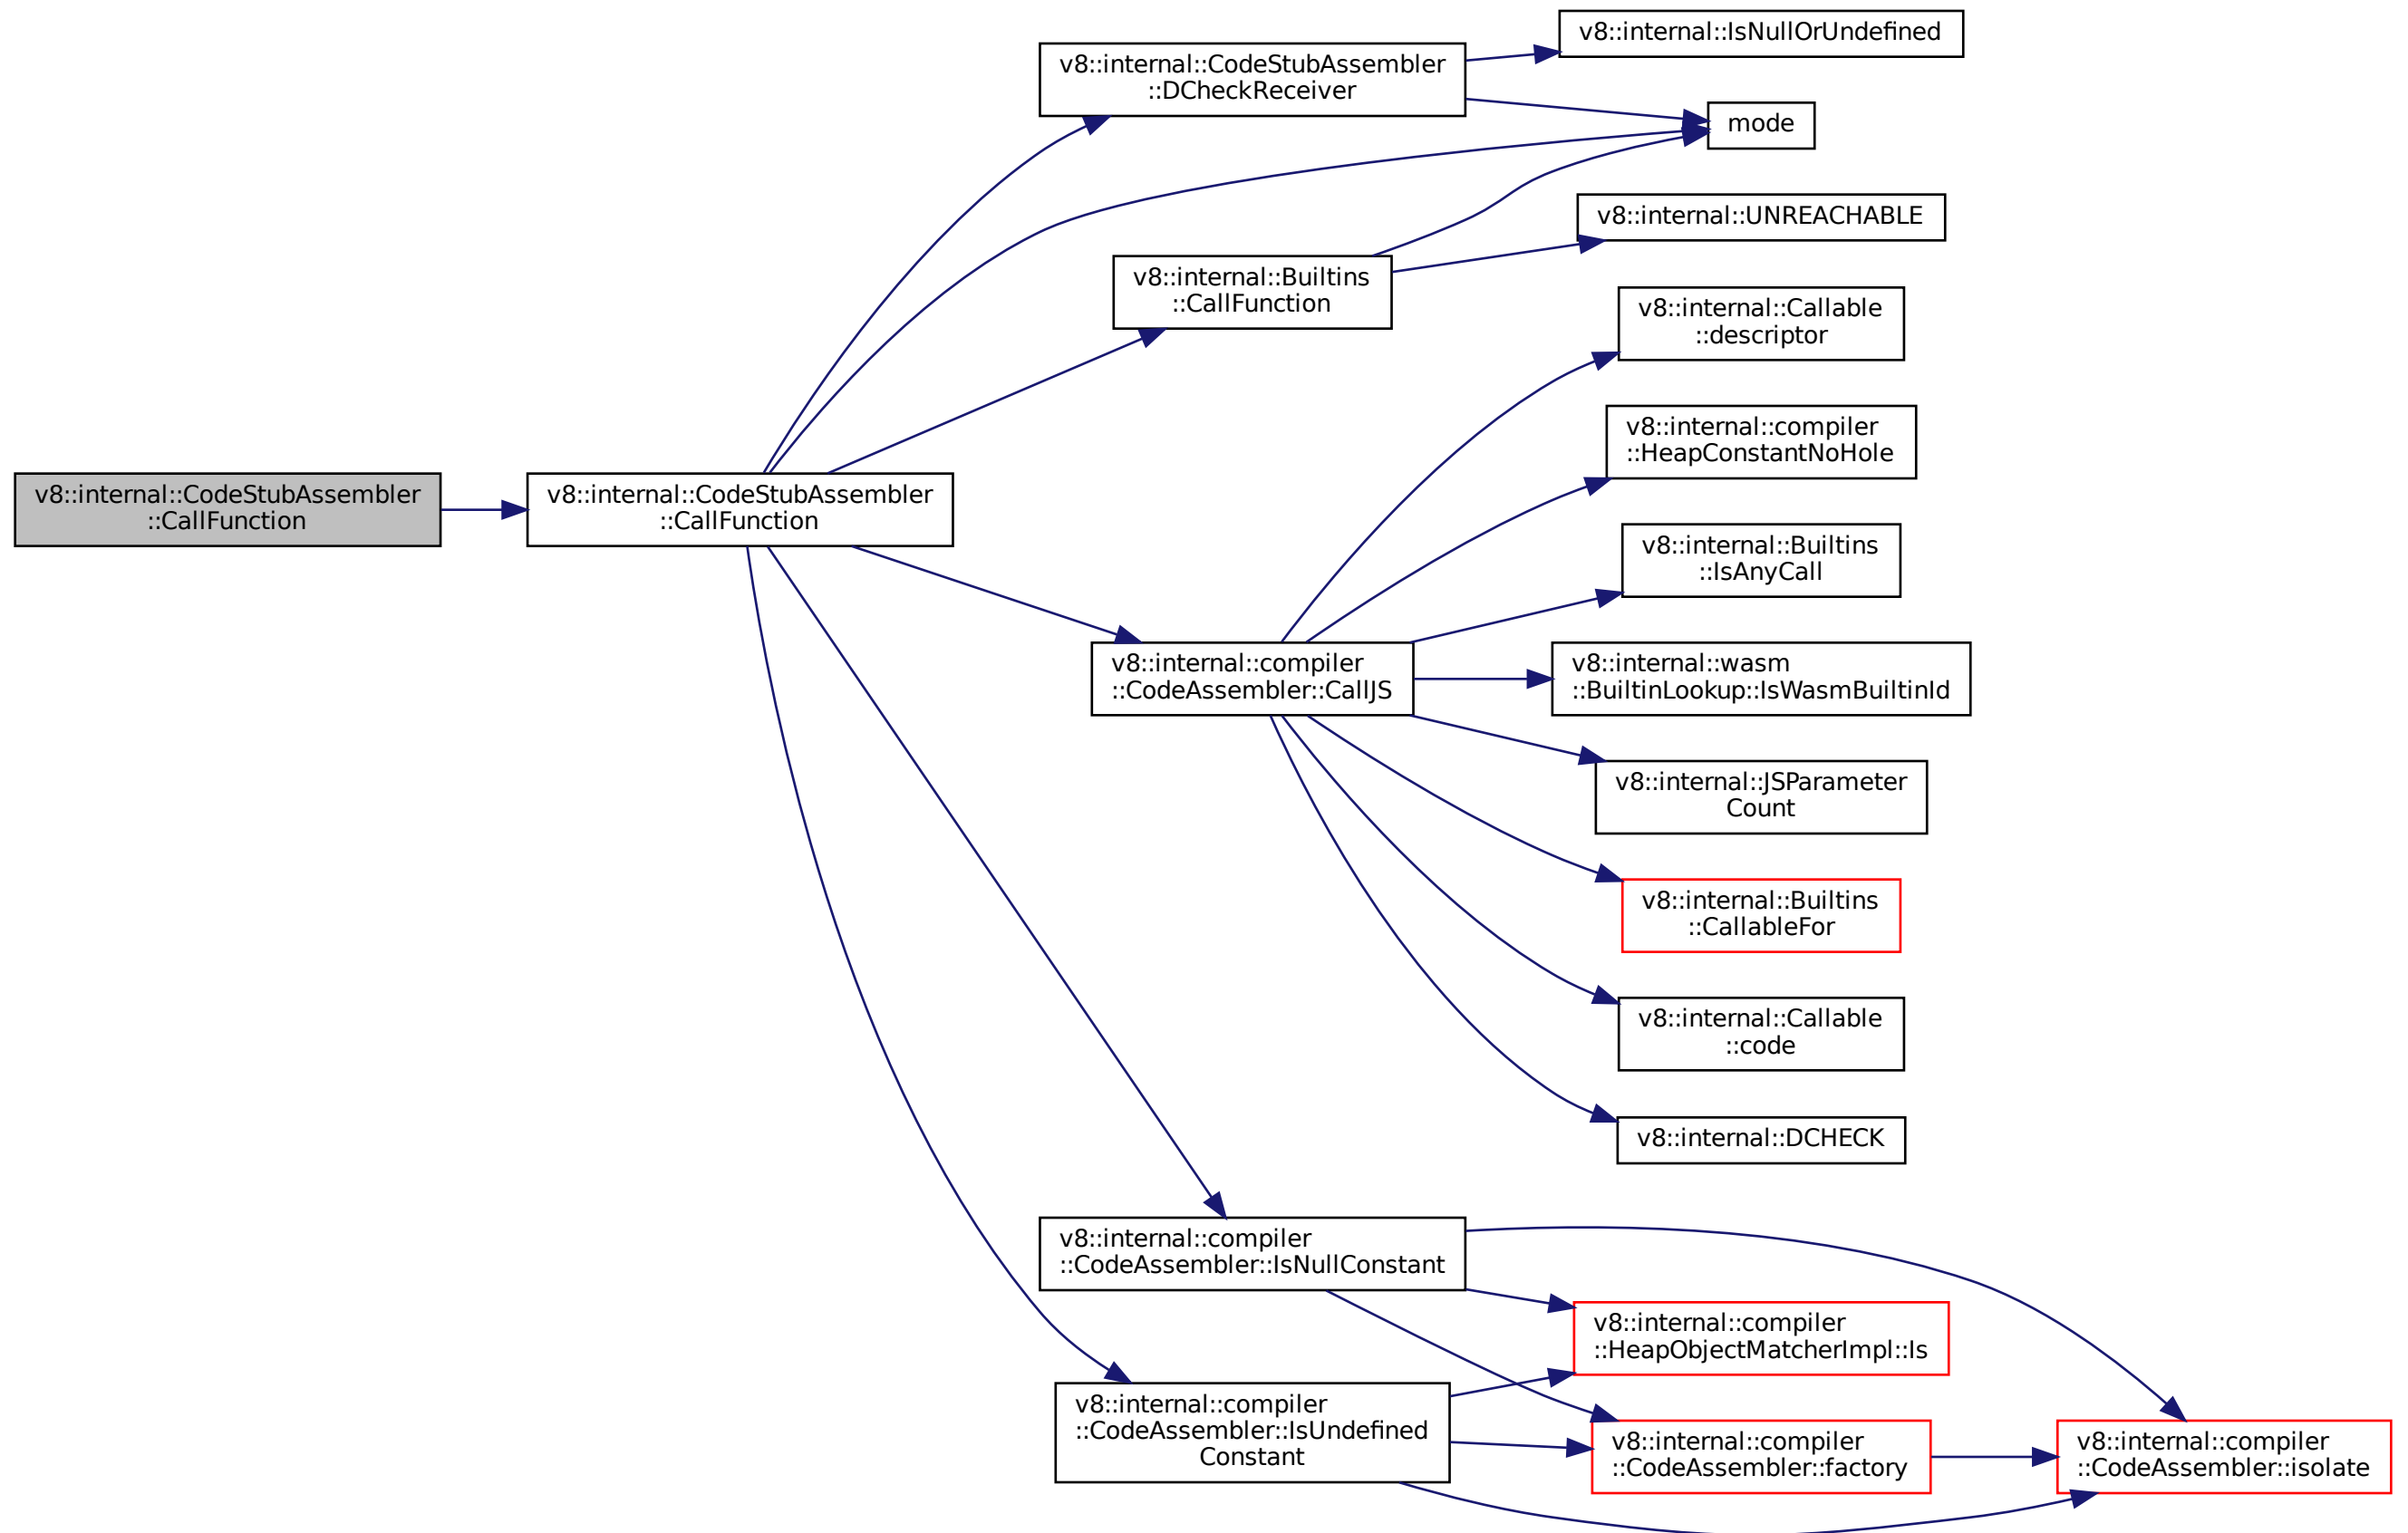 v8::internal::CodeStubAssembler
::CallFunction
v8::internal::CodeStubAssembler
::CallFunction
v8::internal::CodeStubAssembler
::DCheckReceiver
v8::internal::IsNullOrUndefined
mode
v8::internal::Builtins
::CallFunction
v8::internal::UNREACHABLE
v8::internal::compiler
::CodeAssembler::CallJS
v8::internal::Callable
::descriptor
v8::internal::compiler
::HeapConstantNoHole
v8::internal::Builtins
::IsAnyCall
v8::internal::wasm
::BuiltinLookup::IsWasmBuiltinId
v8::internal::JSParameter
Count
v8::internal::Builtins
::CallableFor
v8::internal::Callable
::code
v8::internal::DCHECK
v8::internal::compiler
::CodeAssembler::IsNullConstant
v8::internal::compiler
::HeapObjectMatcherImpl::Is
v8::internal::compiler
::CodeAssembler::IsUndefined
Constant
v8::internal::compiler
::CodeAssembler::factory
v8::internal::compiler
::CodeAssembler::isolate